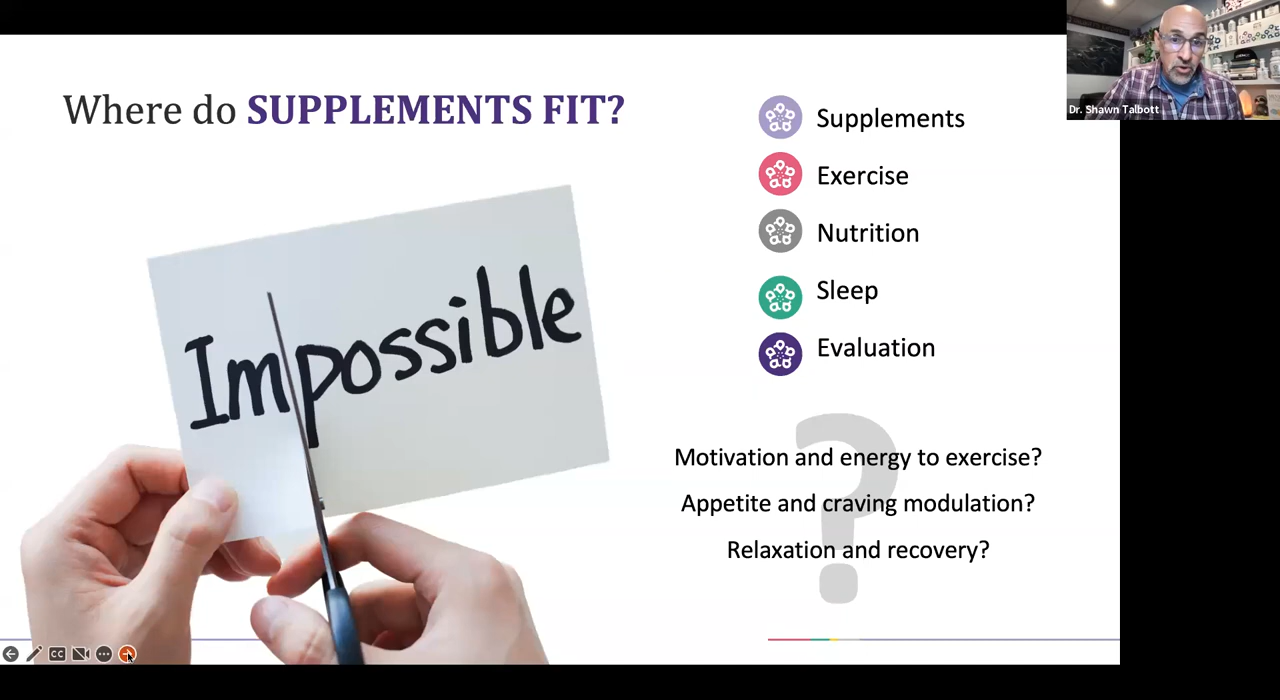 Where do SUPPLEMENTS FIT?
Impossible
Supplements
Exercise
Nutrition
Sleep
Evaluation
Motivation and energy to exercise?
Appetite and craving modulation?
Relaxation and recovery?
?
Dr. Shawn Talbott
CC